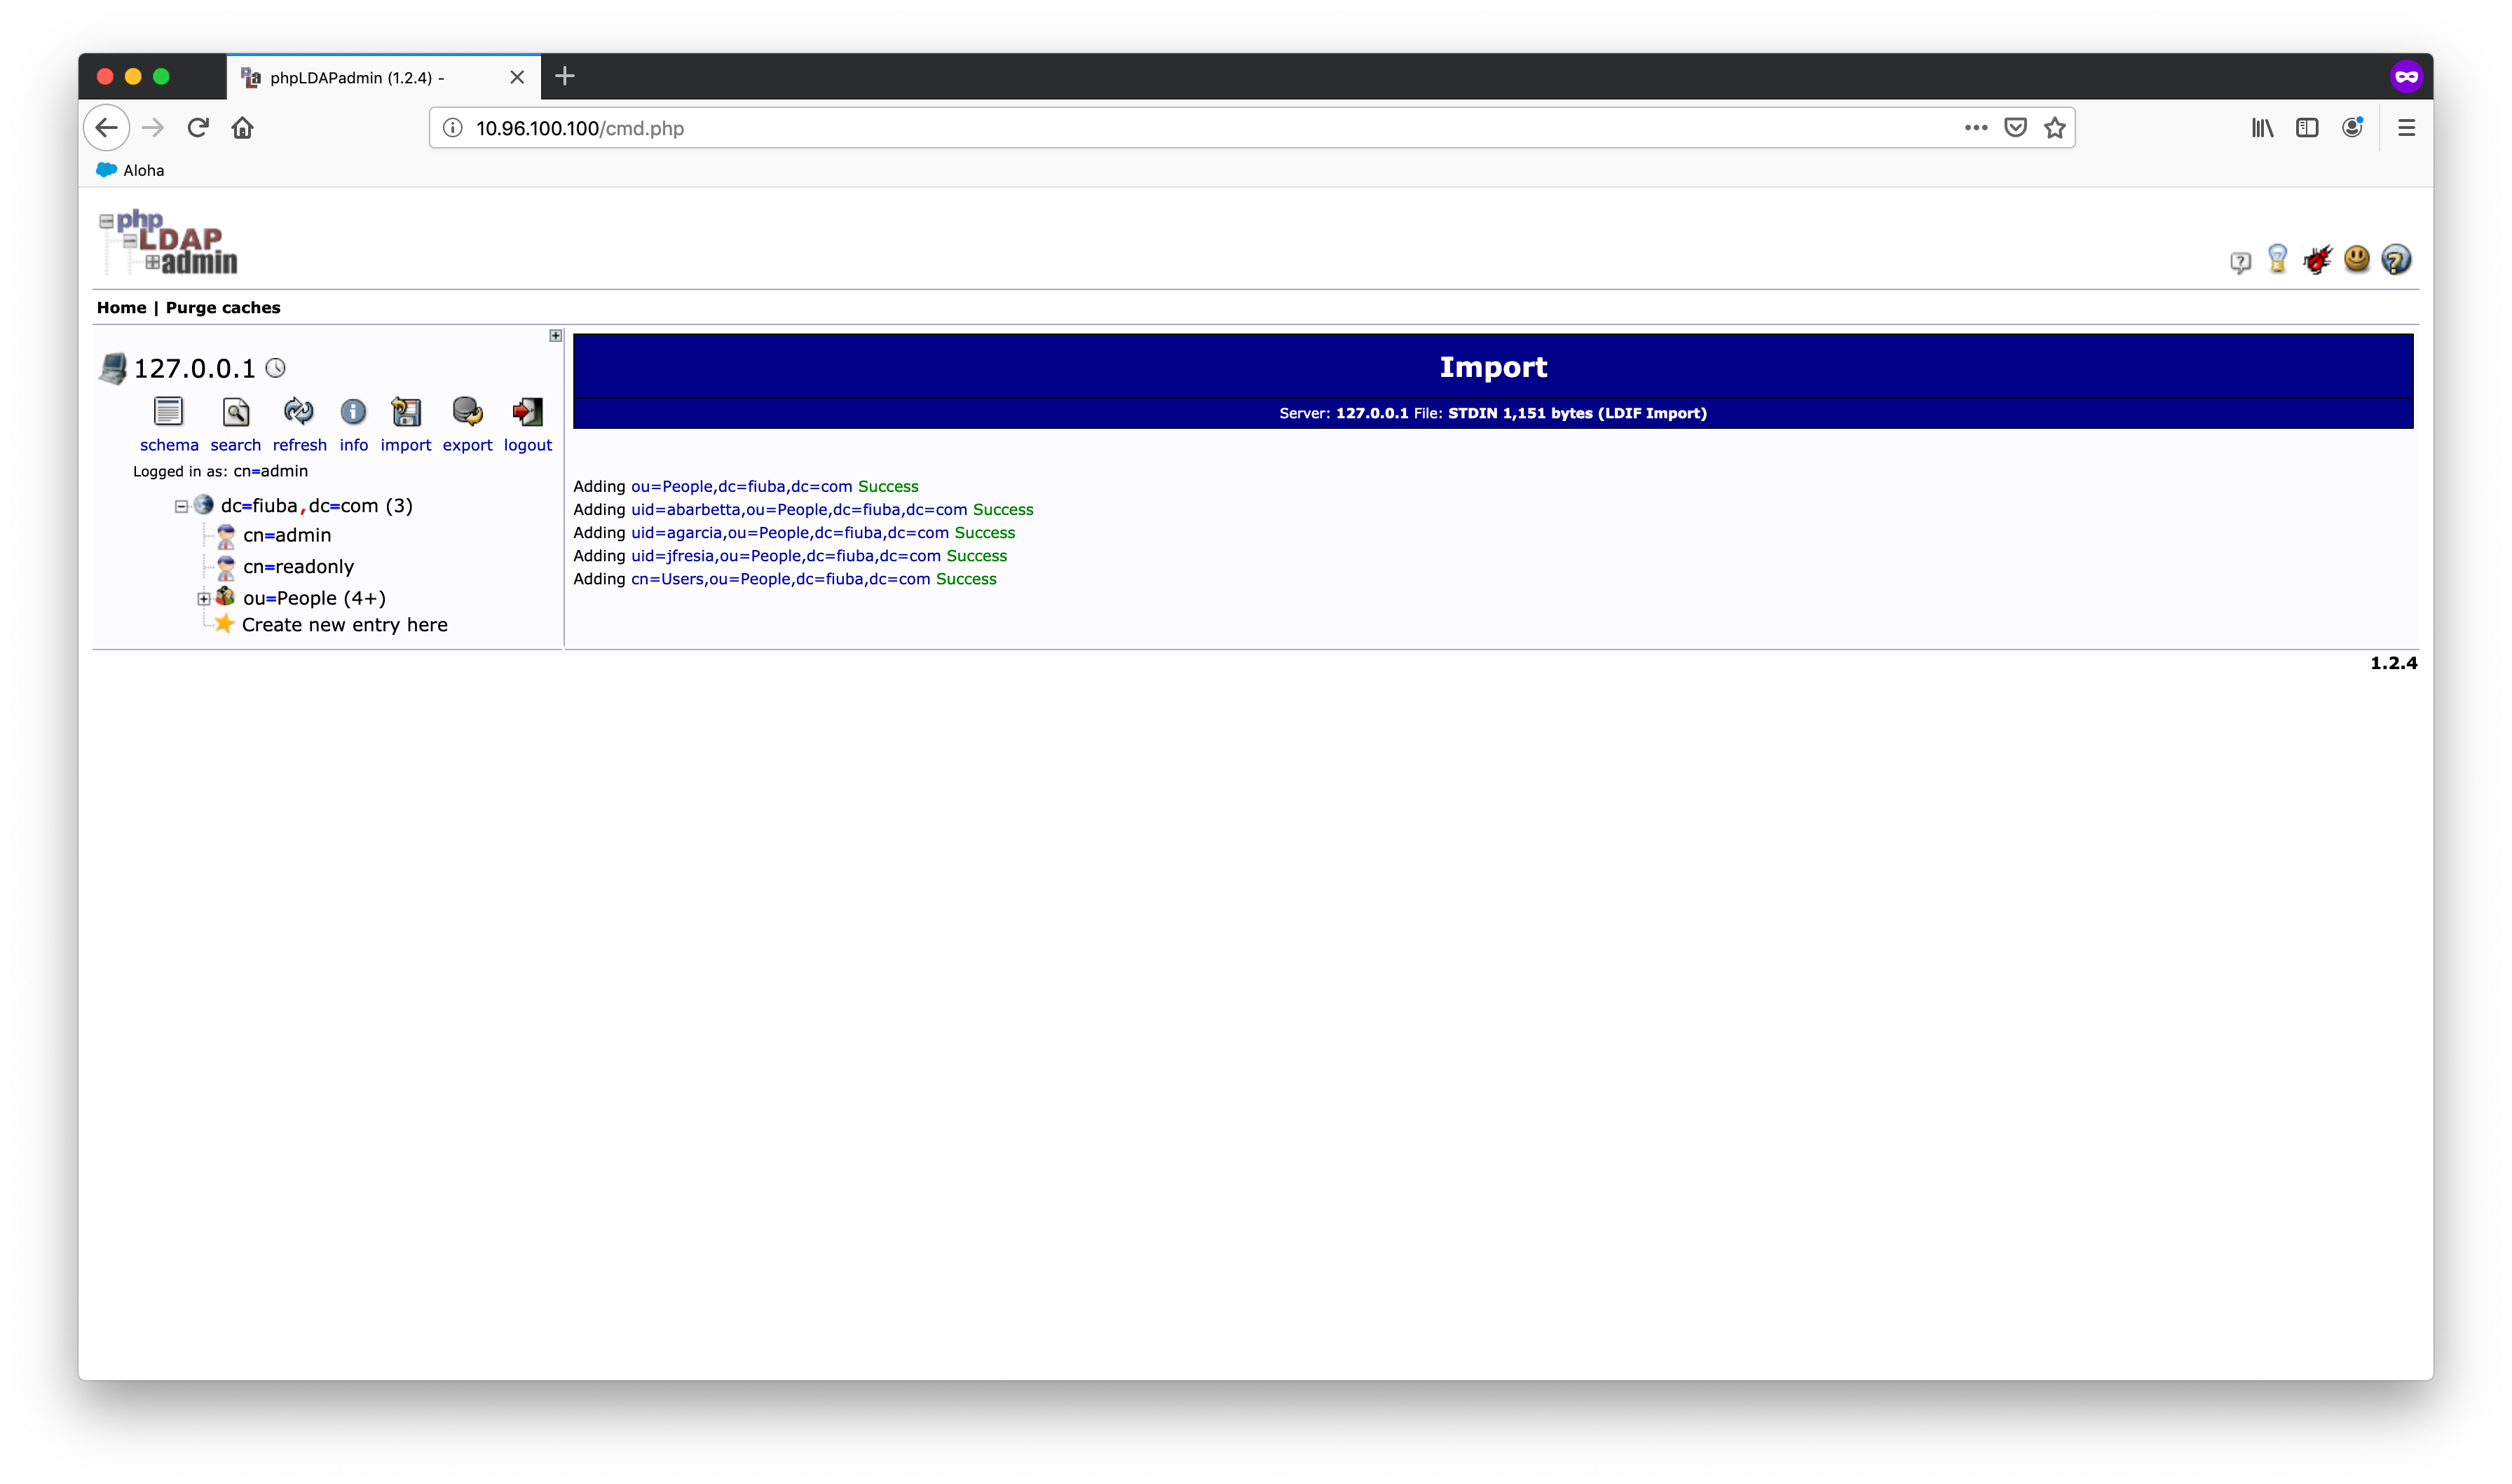 phpLDAPadmin (1.2.4) -
10.96.100.100/cmd.php
Aloha
php
LDAP
admin
Home | Purge caches
127.0.0.1
schema search refresh info import export logout
Logged in as: cn=admin
dc=fiuba,dc=com (3)
cn=admin
cn=readonly
ou=People (4+)
Create new entry here
Import
Server: 127.0.0.1 File: STDIN 1,151 bytes (LDIF Import)
Adding ou=People,dc=fiuba,dc=com Success
Adding uid=abarbetta,ou=People,dc=fiuba,dc=com Success
Adding uid=agarcia,ou=People,dc=fiuba,dc=com Success
Adding uid=jfresia,ou=People,dc=fiuba,dc=com Success
Adding cn=Users,ou=People,dc=fiuba,dc=com Success
1.2.4